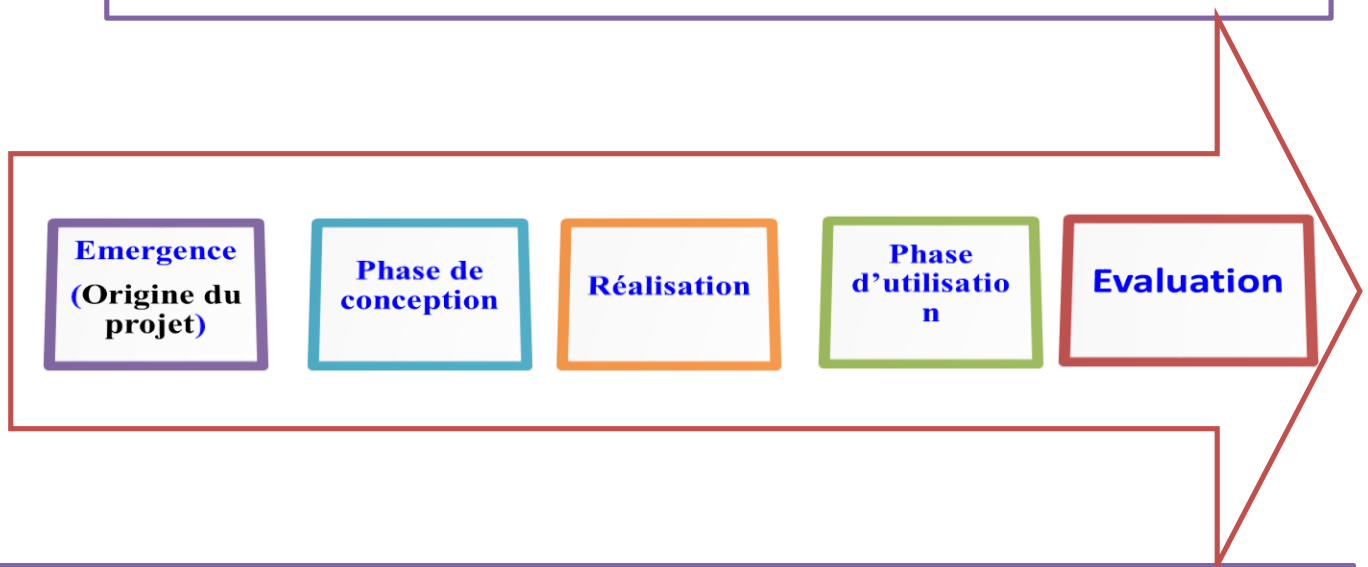 Emergence
(Origine du
projet)
Phase de
conception
Réalisation
Phase
d’utilisatio
n
Evaluation